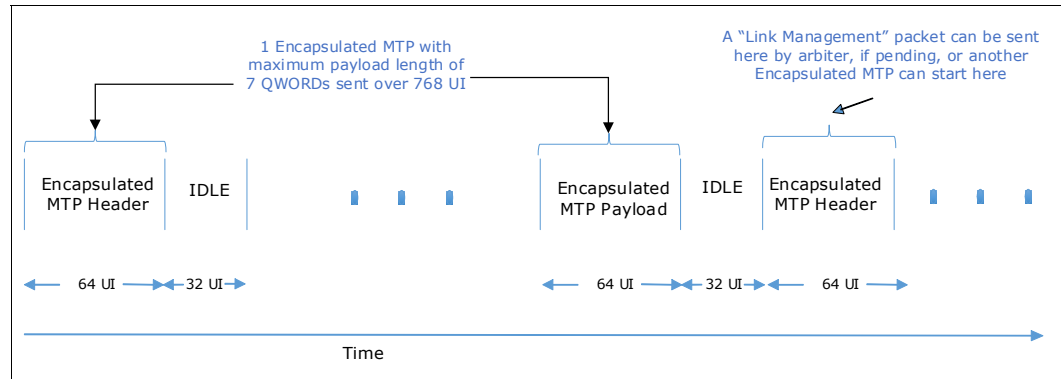 1 Encapsulated MTP with
maximum payload length of
7 QWORDs sent over 768 UI
A “Link Management” packet can be sent
here by arbiter, if pending, or another
Encapsulated MTP can start here
Encapsulated
MTP Header
IDLE
Encapsulated
MTP Payload
IDLE
Encapsulated
MTP Header
64 UI
32 UI
64 UI
32 UI
64 UI
Time